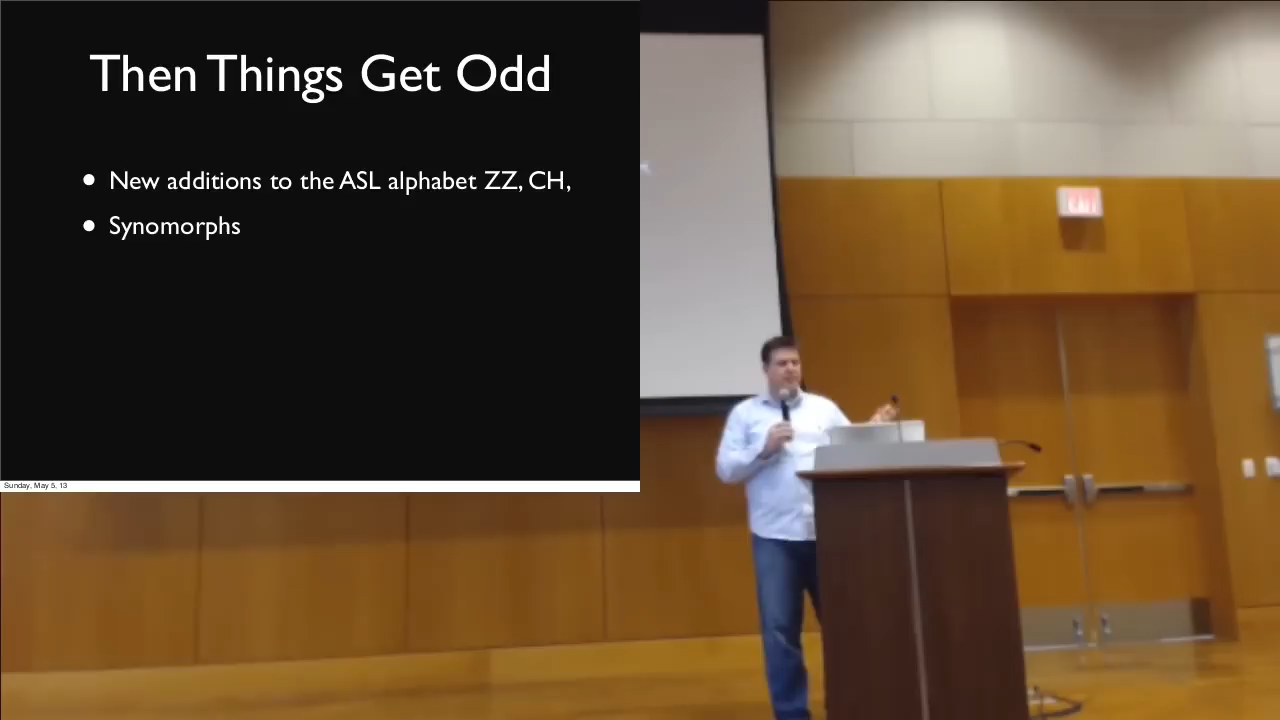 Then Things Get Odd
• New additions to the ASL alphabet ZZ, CH,
• Synomorphs
Sunday, May 5, 13
EXIT